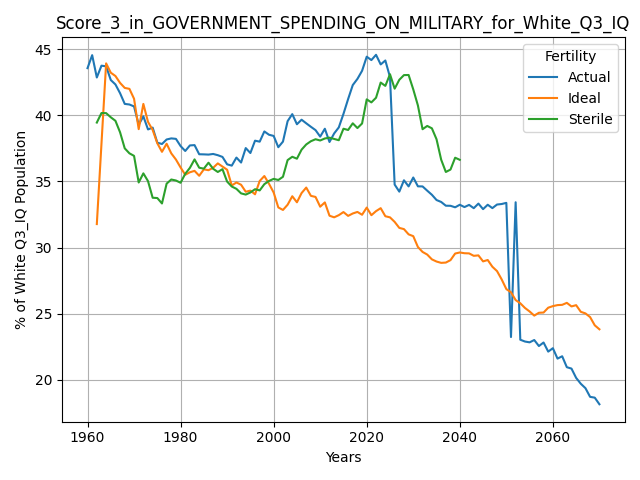 Score_3_in_GOVERNMENT_SPENDING_ON_MILITARY_for_White_Q3_IQ
Fertility
Actual
Ideal
Sterile
% of White Q3_IQ Population
45
40
35
30
25
20
1960
1980
2000
2020
2040
2060
Years